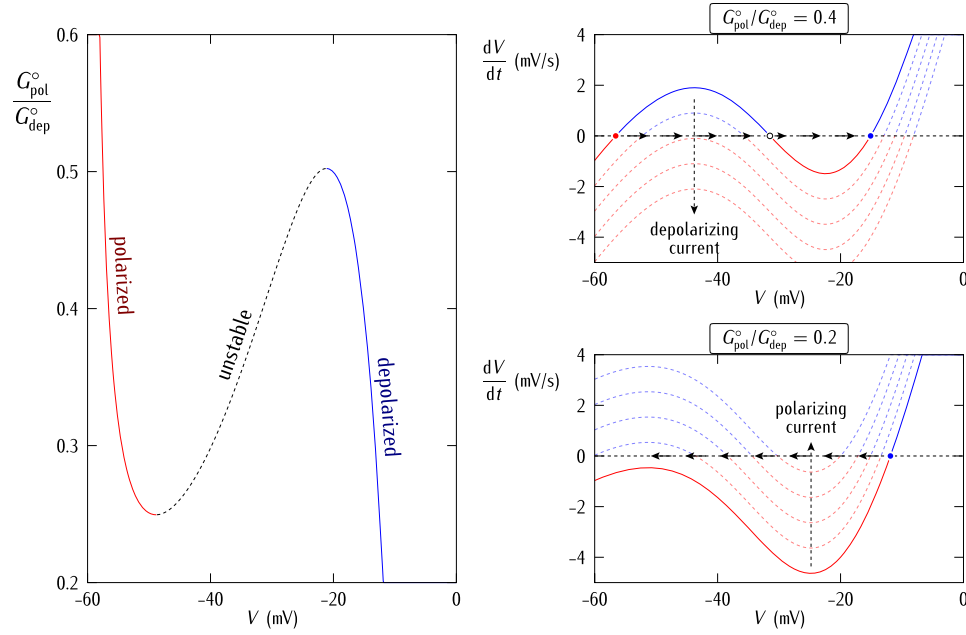 G°pol
G°dep
0.6
0.5
0.4
0.3
0.2
polarized
unstable
depolarized
−60
−40
−20
0
V (mV)
G°pol/G°dep = 0.4
dV
dt (mV/s)
4
2
0
−2
−4
depolarizing
current
−60
−40
−20
0
V (mV)
G°pol/G°dep = 0.2
dV
dt (mV/s)
4
2
0
−2
−4
polarizing
current
−60
−40
−20
0
V (mV)